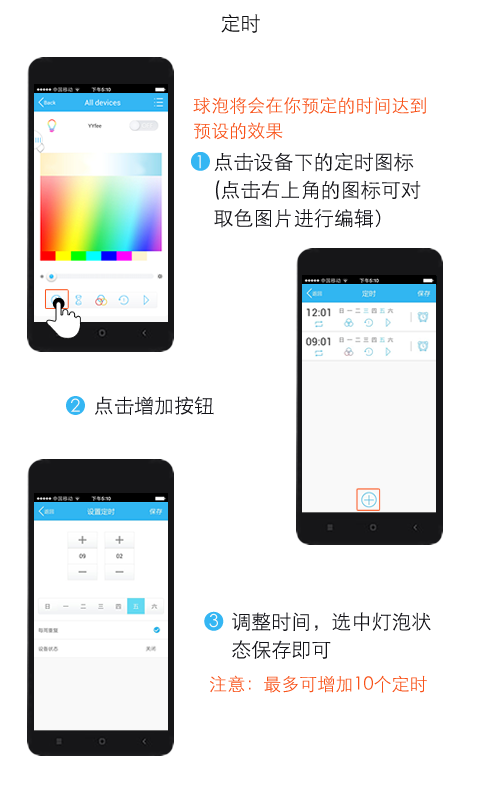 定时
中国移动 下午5:10
Back All devices
YYfee
球泡将会在你预定的时间达到
预设的效果
1 点击设备下的定时图标
(点击右上角的图标可对
取色图片进行编辑)
中国移动 下午5:10
返回 定时 保存
12:01 日 一 二 三 四 五 六
09:01 日 一 二 三 四 五 六
2 点击增加按钮
中国移动 下午5:10
返回 设置定时 保存
09 02
日 一 二 三 四 五 六
每周重复
设备状态 关闭
3 调整时间，选中灯泡状
态保存即可
注意：最多可增加10个定时